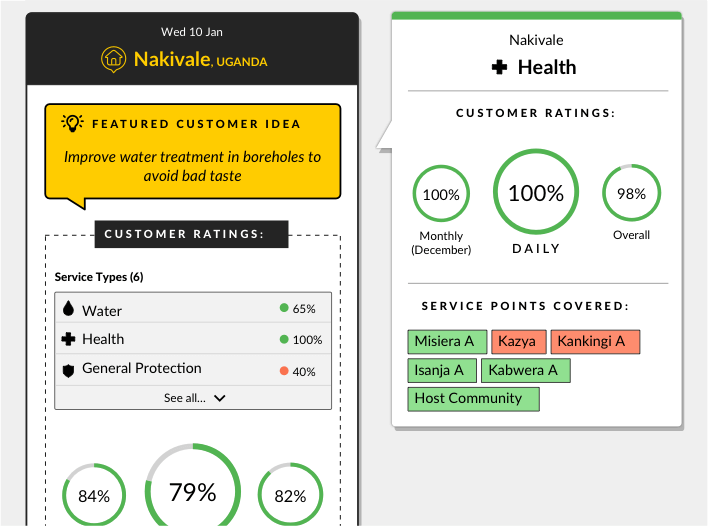 Wed 10 Jan
Nakivale, UGANDA
FEATURED CUSTOMER IDEA
Improve water treatment in boreholes to
avoid bad taste
CUSTOMER RATINGS:
Service Types (6)
Water 65%
Health 100%
General Protection 40%
See all...
84% 79% 82%
Nakivale
Health
CUSTOMER RATINGS:
100% 100% 98%
Monthly
(December)
DAILY
Overall
SERVICE POINTS COVERED:
Misiera A Kazya Kankingi A
Isanja A Kabwera A
Host Community